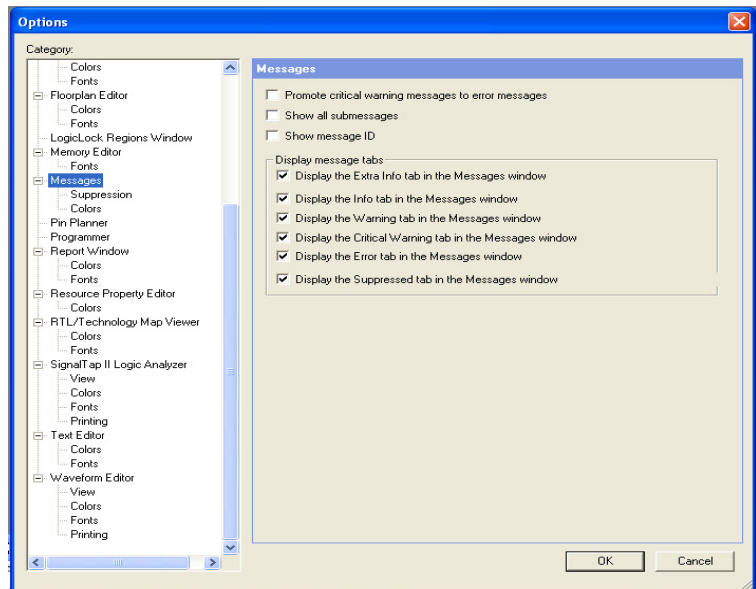 Options
Category:
Colors
Fonts
Floorplan Editor
Colors
Fonts
LogicLock Regions Window
Memory Editor
Fonts
Messages
Suppression
Colors
Pin Planner
Programmer
Report Window
Colors
Fonts
Resource Property Editor
Colors
RTL/Technology Map Viewer
Colors
Fonts
SignalTap II Logic Analyzer
View
Colors
Fonts
Printing
Text Editor
Colors
Fonts
Waveform Editor
View
Colors
Fonts
Printing
Messages
Promote critical warning messages to error messages
Show all submessages
Show message ID
Display message tabs
Display the Extra Info tab in the Messages window
Display the Info tab in the Messages window
Display the Warning tab in the Messages window
Display the Critical Warning tab in the Messages window
Display the Error tab in the Messages window
Display the Suppressed tab in the Messages window
OK
Cancel